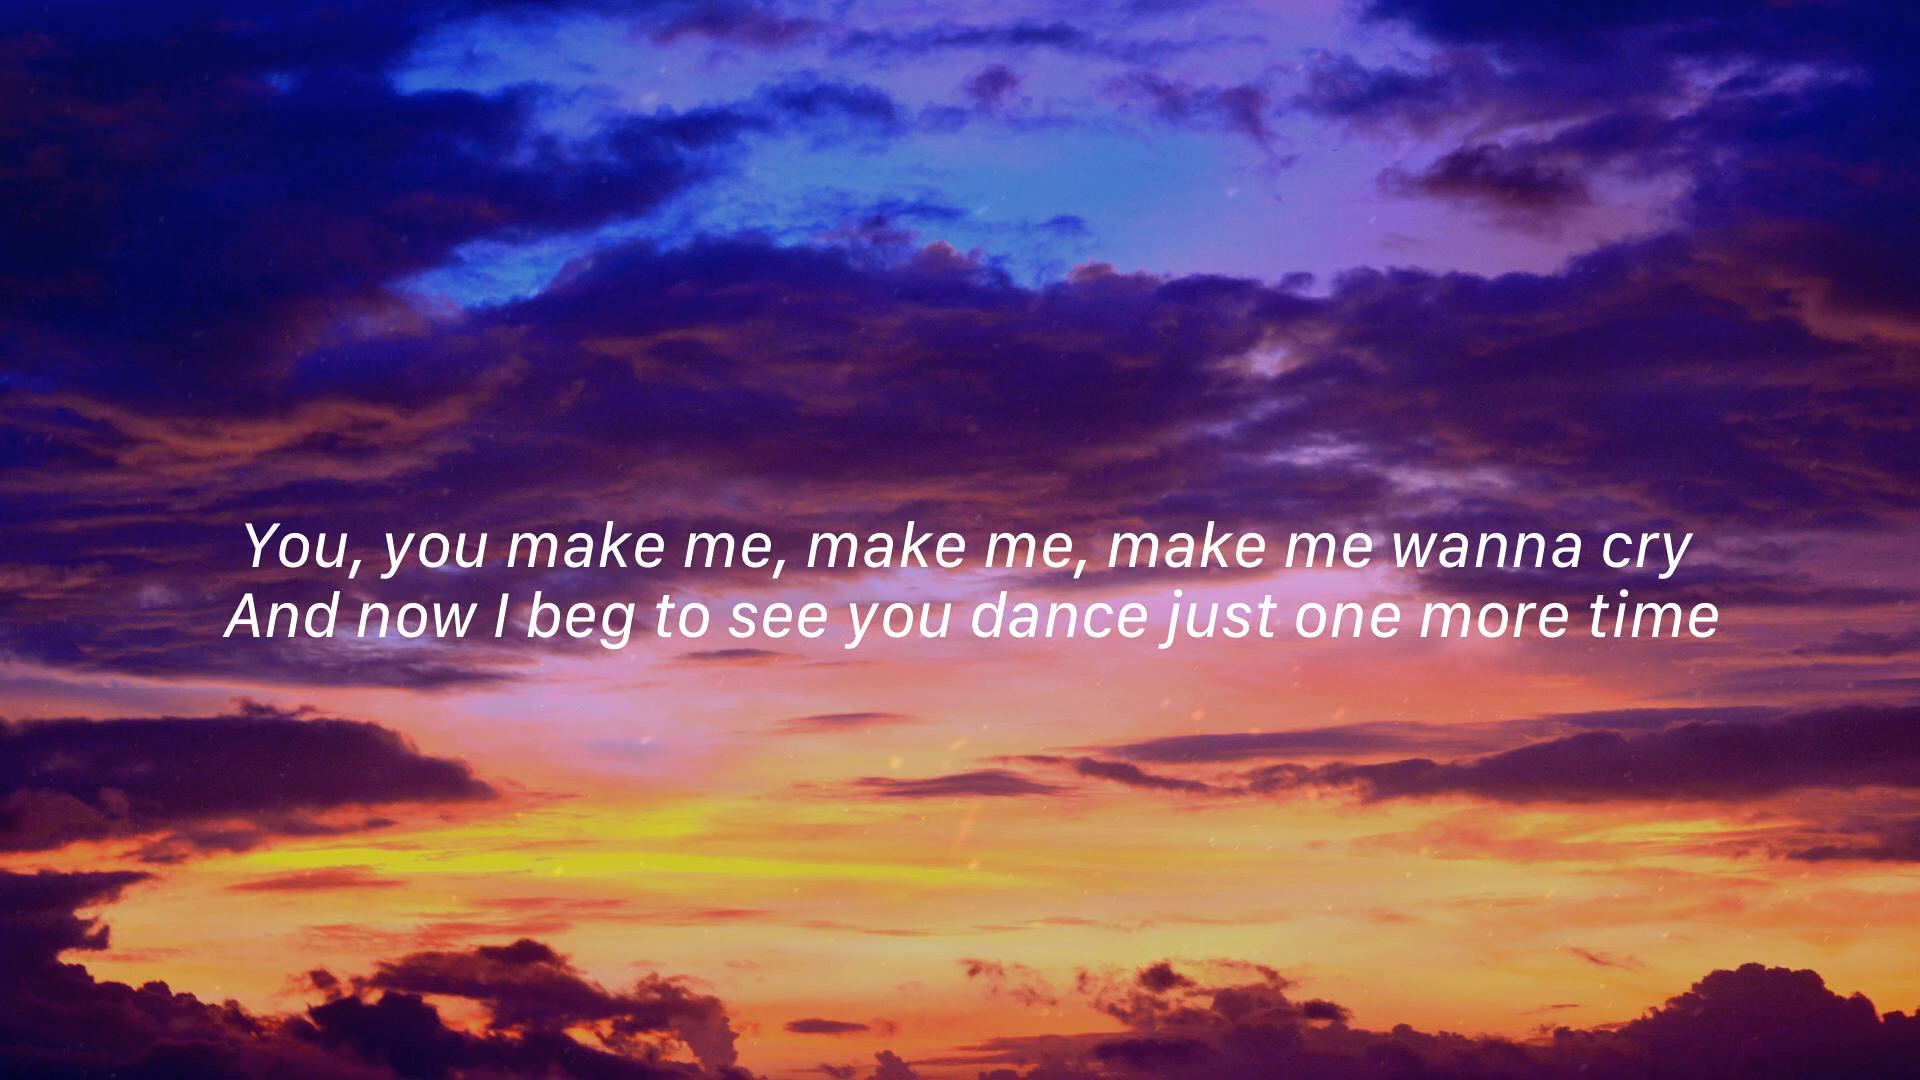 You, you make me, make me, make me wanna cry
And now I beg to see you dance just one more time